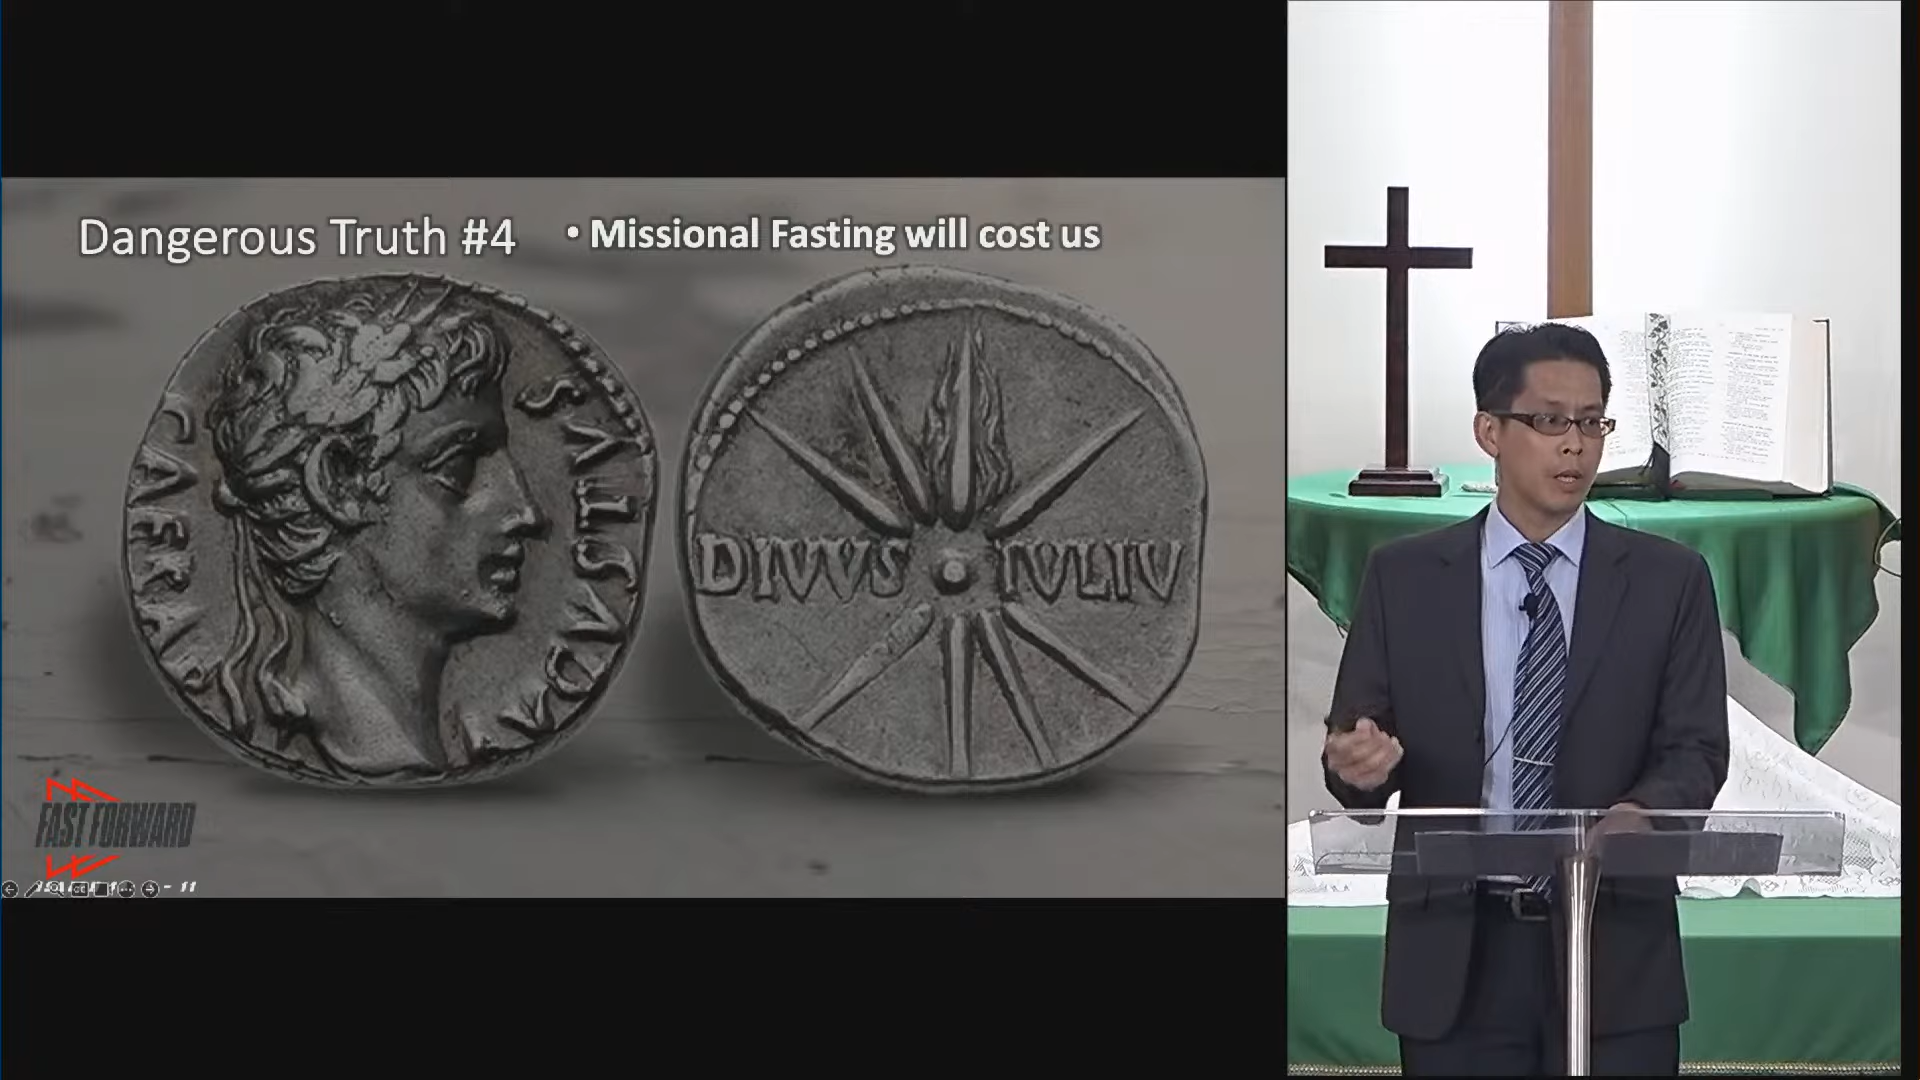 Dangerous Truth #4
• Missional Fasting will cost us
CAESAR
AVGVSTVS
DIVVS IVLIV
FAST FORWARD